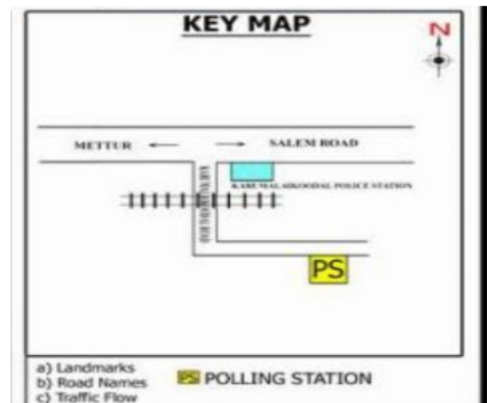 KEY MAP
N
METTUR
SALEM ROAD
KARUMALAIKOODAL POLICE STATION
PS
a) Landmarks
b) Road Names
c) Traffic Flow
PS POLLING STATION